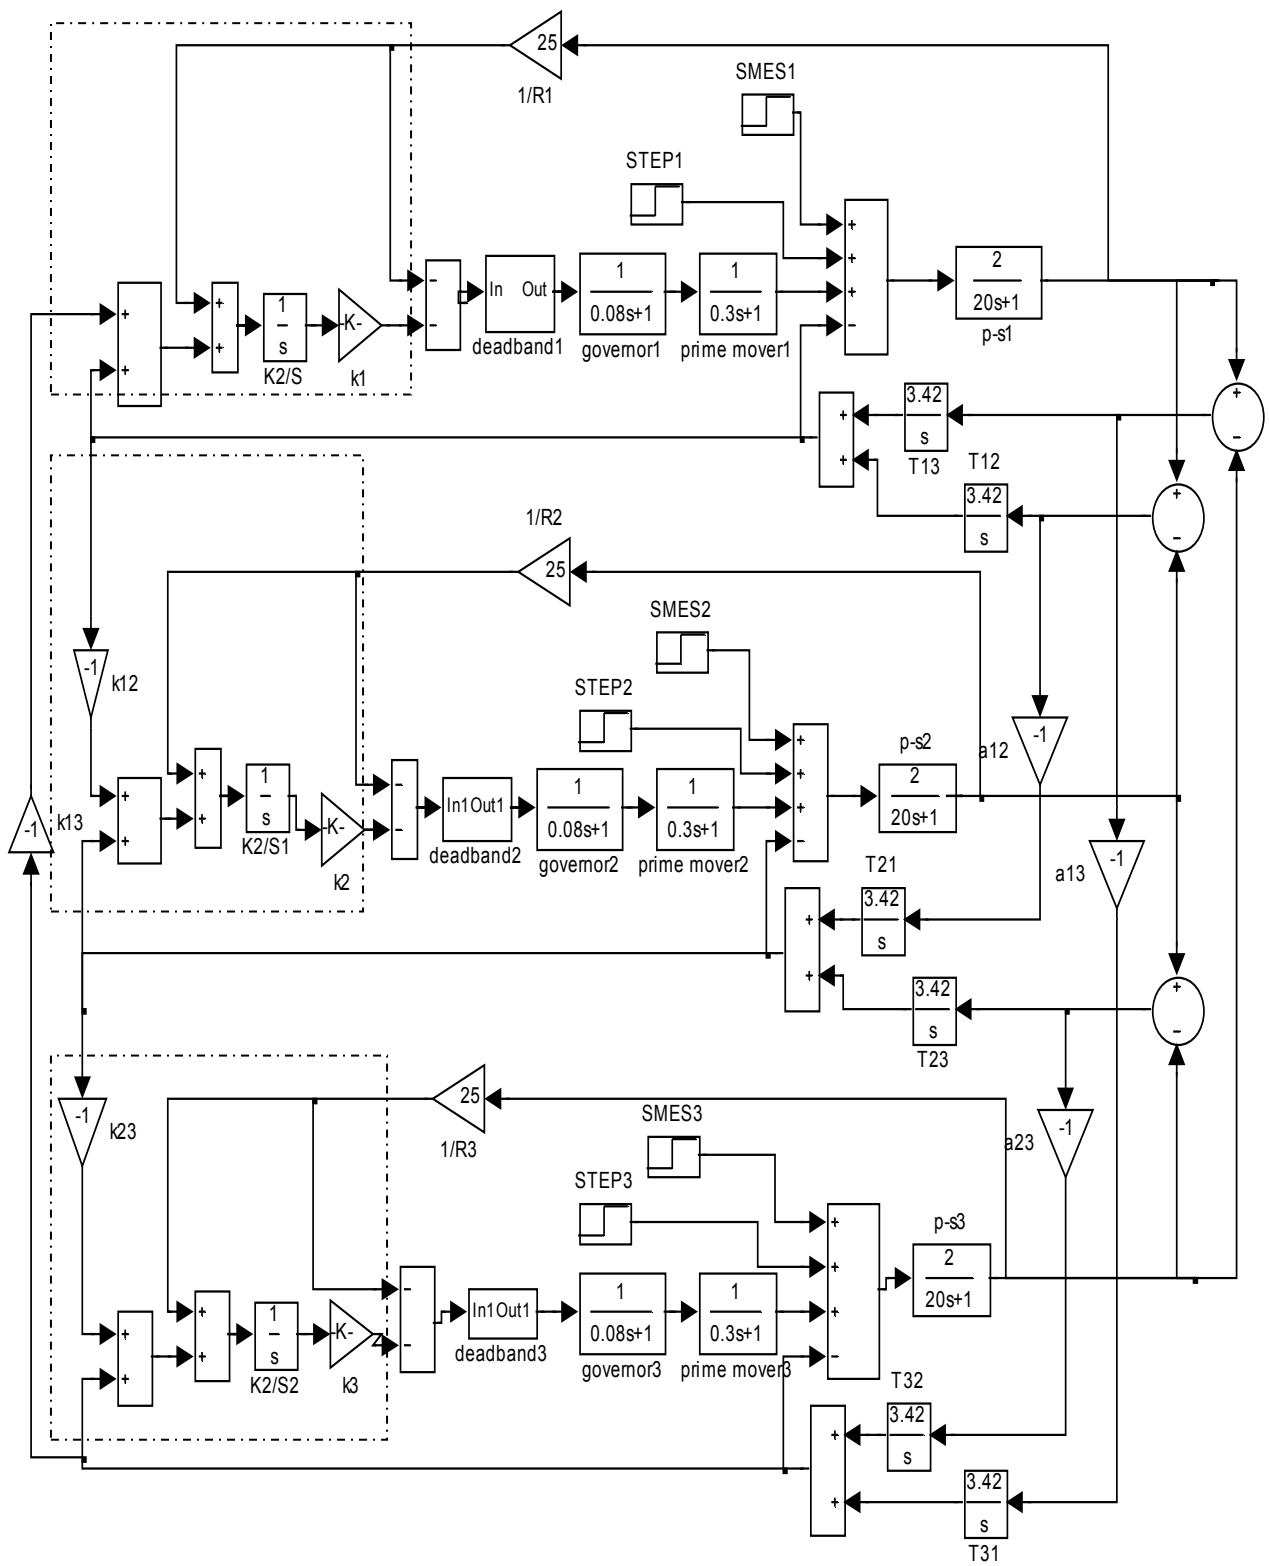 25
1/R1
SMES1
STEP1
+
+
+
-
2
20s+1
p-s1
-
-
In Out
deadband1
1
0.08s+1
governor1
1
0.3s+1
prime mover1
+
+
+
+
1
s
K2/S
-K-
k1
+
-
+
+
3.42
s
T13
T12
3.42
s
+
-
1/R2
25
SMES2
STEP2
-1
k12
-1
a12
+
+
+
-
p-s2
2
20s+1
+
+
+
+
1
s
K2/S1
-K-
k2
-
-
In1Out1
deadband2
1
0.08s+1
governor2
1
0.3s+1
prime mover2
-1
k13
-1
a13
T21
3.42
s
+
+
3.42
s
T23
+
-
25
1/R3
SMES3
STEP3
-1
k23
-1
a23
+
+
+
-
p-s3
2
20s+1
+
+
+
+
1
s
K2/S2
-K-
k3
-
-
In1Out1
deadband3
1
0.08s+1
governor3
1
0.3s+1
prime mover3
T32
3.42
s
+
+
3.42
s
T31